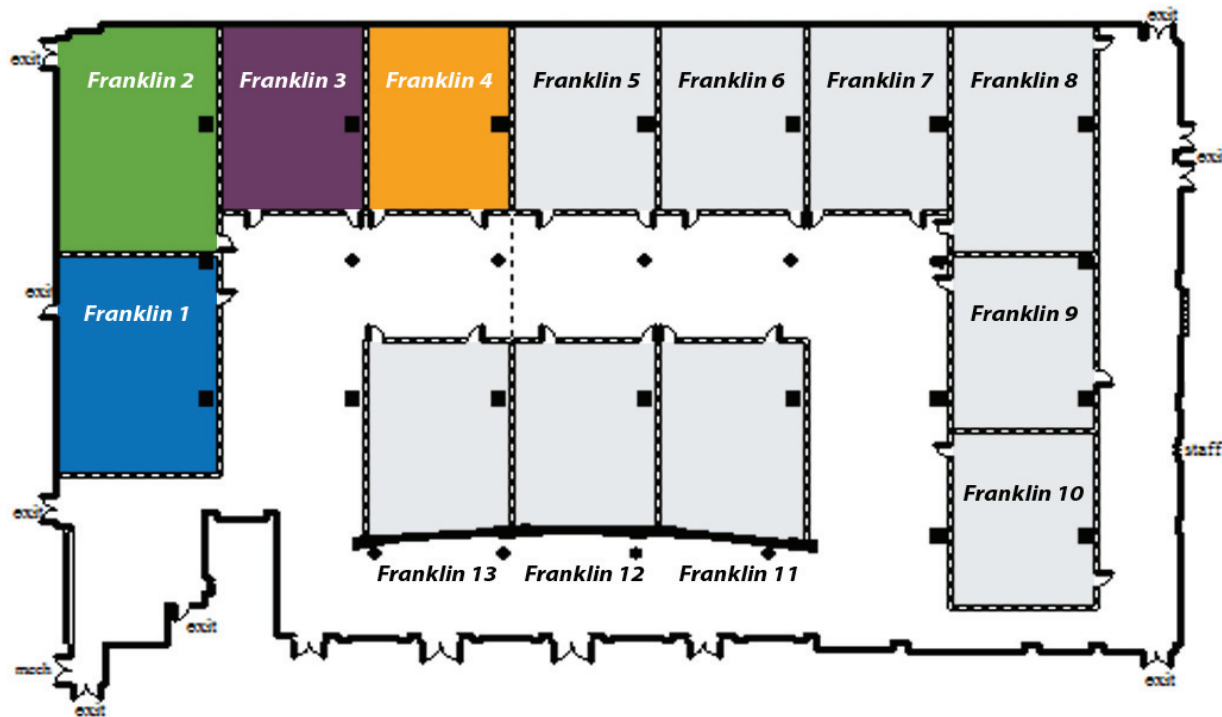 exit
exit
Franklin 2
Franklin 3
Franklin 4
Franklin 5
Franklin 6
Franklin 7
Franklin 8
exit
exit
Franklin 1
Franklin 9
staff
Franklin 10
exit
Franklin 13
Franklin 12
Franklin 11
exit
mech
exit
exit